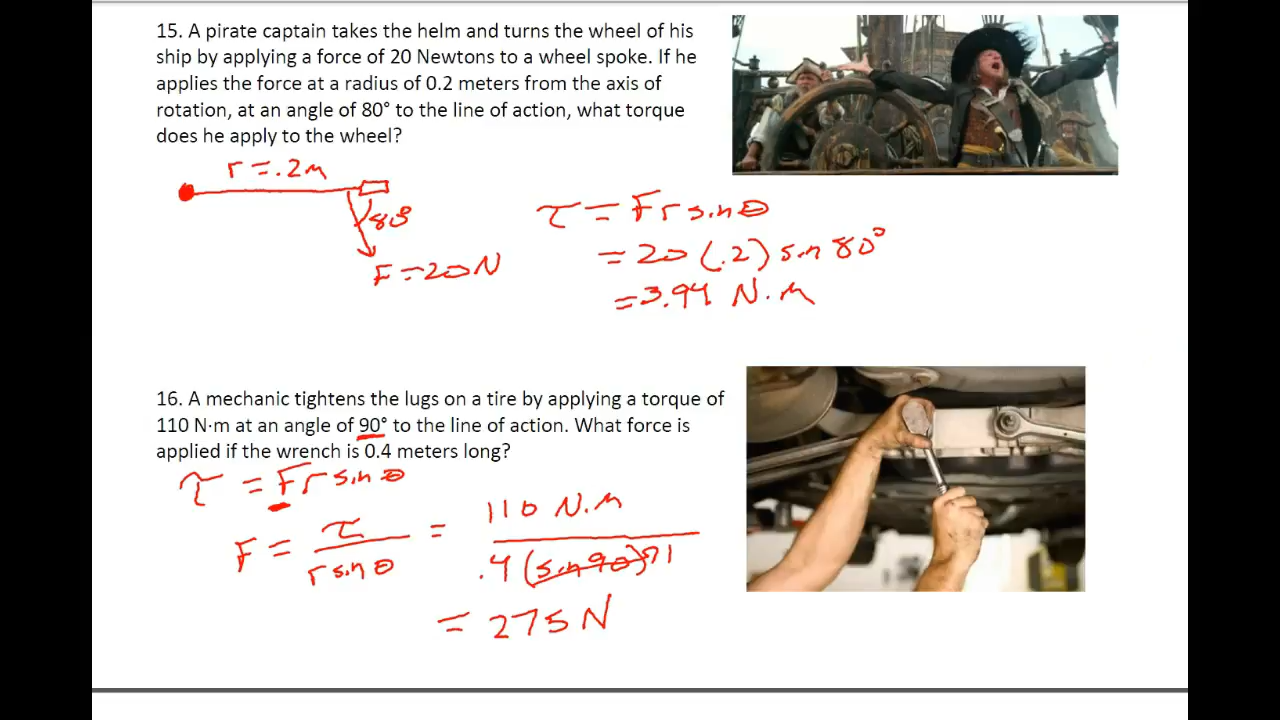 15. A pirate captain takes the helm and turns the wheel of his
ship by applying a force of 20 Newtons to a wheel spoke. If he
applies the force at a radius of 0.2 meters from the axis of
rotation, at an angle of 80° to the line of action, what torque
does he apply to the wheel?
r = .2m
80°
F = 20 N
τ = F r sin θ
= 20 (.2) sin 80°
= 3.94 N·m
16. A mechanic tightens the lugs on a tire by applying a torque of
110 N·m at an angle of 90° to the line of action. What force is
applied if the wrench is 0.4 meters long?
τ = F r sin θ
F = τ / r sin θ = 110 N·m / .4 (sin 90) 1
= 275 N